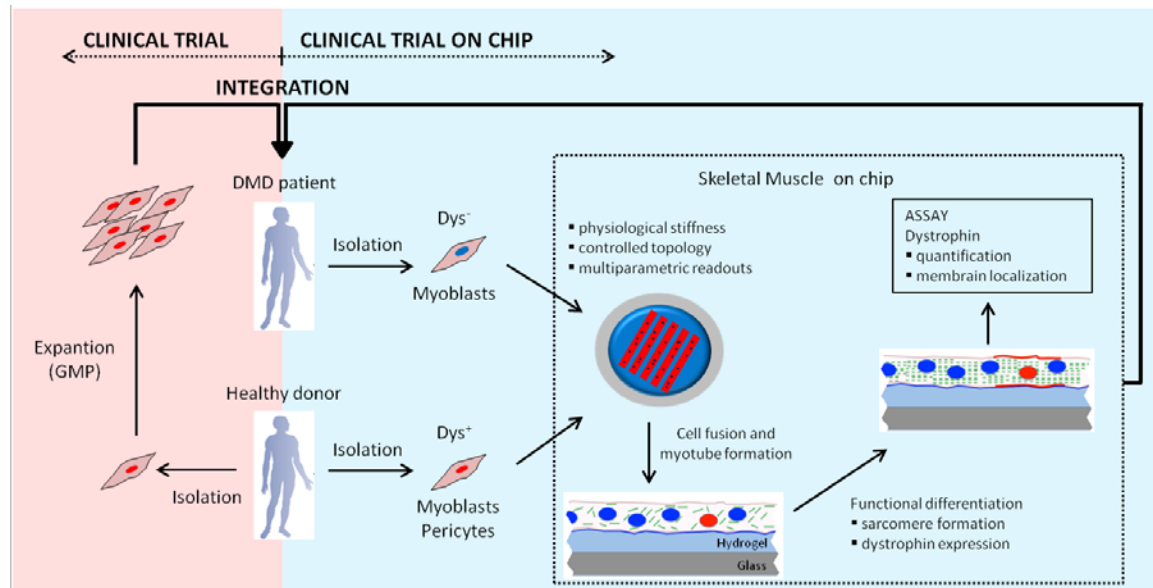 CLINICAL TRIAL
CLINICAL TRIAL ON CHIP
INTEGRATION
DMD patient
Isolation
Dys⁻
Myoblasts
Expantion
(GMP)
Healthy donor
Isolation
Isolation
Dys⁺
Myoblasts
Pericytes
Skeletal Muscle on chip
▪ physiological stiffness
▪ controlled topology
▪ multiparametric readouts
Cell fusion and
myotube formation
Hydrogel
Glass
Functional differentiation
▪ sarcomere formation
▪ dystrophin expression
ASSAY
Dystrophin
▪ quantification
▪ membrain localization